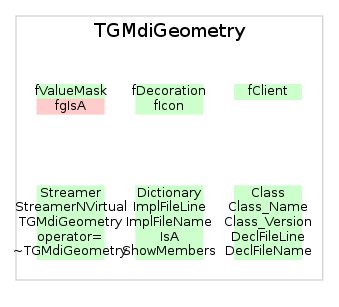 TGMdiGeometry
fValueMask
fgIsA
fDecoration
fIcon
fClient
Streamer
StreamerNVirtual
TGMdiGeometry
operator=
~TGMdiGeometry
Dictionary
ImplFileLine
ImplFileName
IsA
ShowMembers
Class
Class_Name
Class_Version
DeclFileLine
DeclFileName